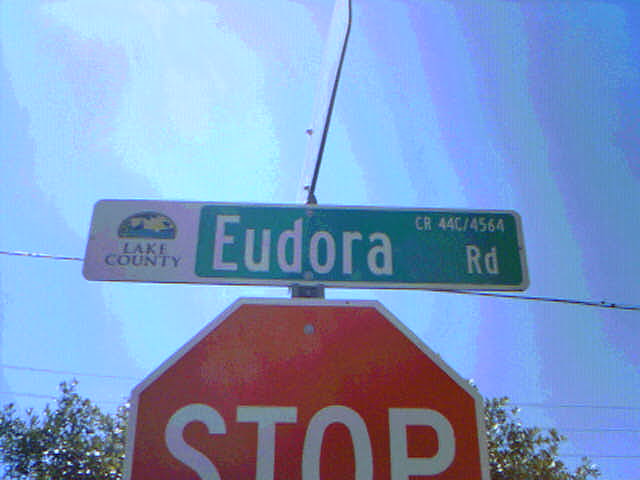 LAKE
COUNTY
Eudora Rd
CR 44C/4564
STOP